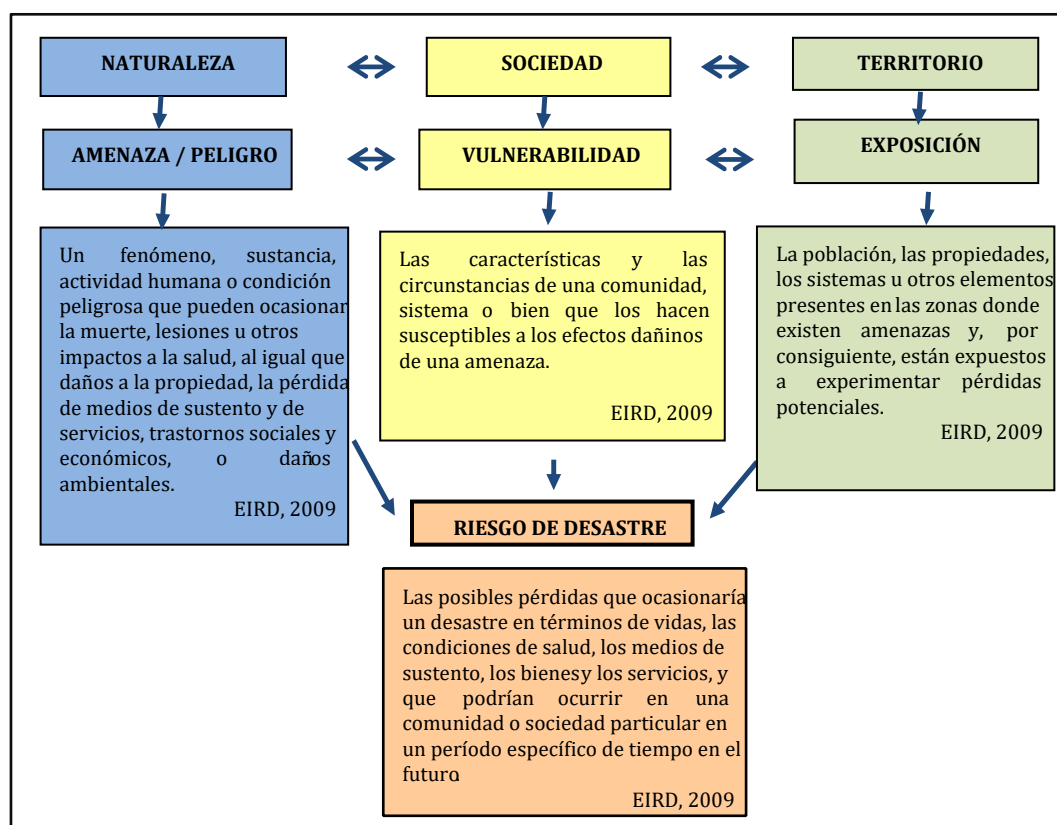 NATURALEZA
SOCIEDAD
TERRITORIO
AMENAZA / PELIGRO
VULNERABILIDAD
EXPOSICIÓN
Un fenómeno, sustancia,
actividad humana o condición
peligrosa que pueden ocasionar
la muerte, lesiones u otros
impactos a la salud, al igual que
daños a la propiedad, la pérdida
de medios de sustento y de
servicios, trastornos sociales y
económicos, o daños
ambientales.
EIRD, 2009
Las características y las
circunstancias de una comunidad,
sistema o bien que los hacen
susceptibles a los efectos dañinos
de una amenaza.
EIRD, 2009
La población, las propiedades,
los sistemas u otros elementos
presentes en las zonas donde
existen amenazas y, por
consiguiente, están expuestos
a experimentar pérdidas
potenciales.
EIRD, 2009
RIESGO DE DESASTRE
Las posibles pérdidas que ocasionaría
un desastre en términos de vidas, las
condiciones de salud, los medios de
sustento, los bienes y los servicios, y
que podrían ocurrir en una
comunidad o sociedad particular en
un período específico de tiempo en el
futuro.
EIRD, 2009